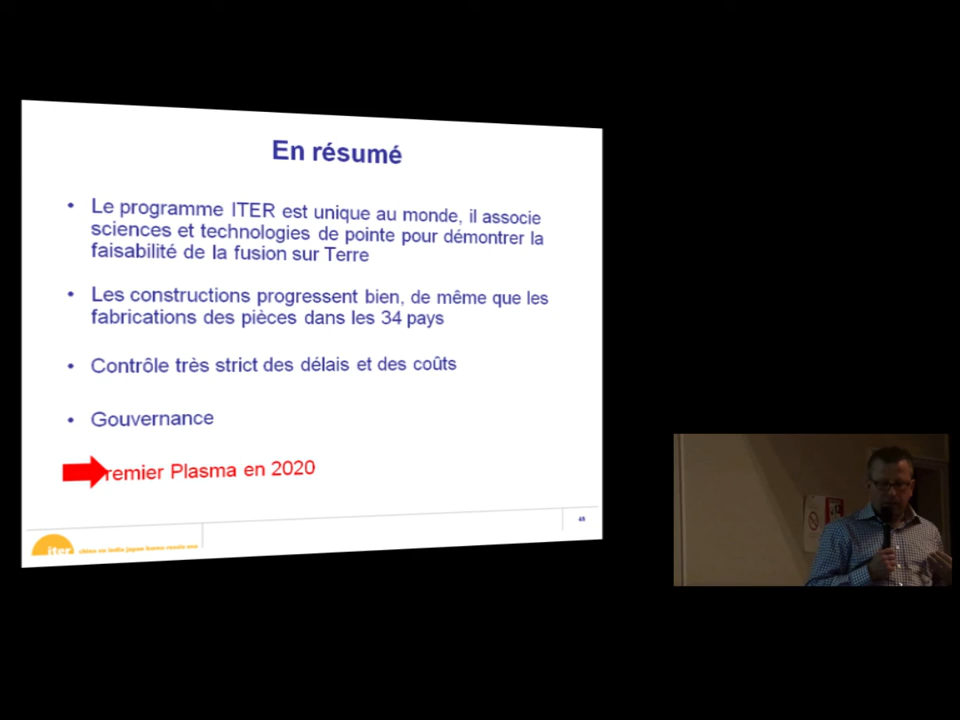 En résumé
• Le programme ITER est unique au monde, il associe
sciences et technologies de pointe pour démontrer la
faisabilité de la fusion sur Terre
• Les constructions progressent bien, de même que les
fabrications des pièces dans les 34 pays
• Contrôle très strict des délais et des coûts
• Gouvernance
remier Plasma en 2020
iter china eu india japan korea russia usa